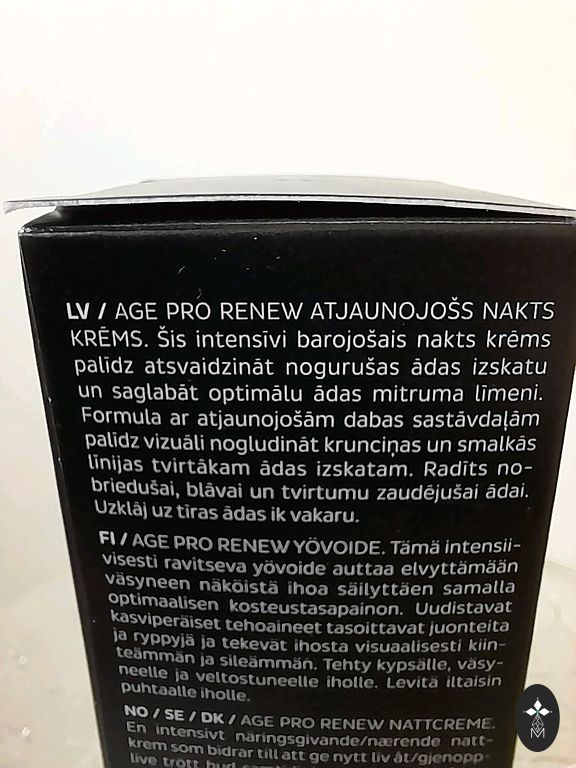 LV / AGE PRO RENEW ATJAUNOJOŠS NAKTS
KRĒMS. Šis intensīvi barojošais nakts krēms
palīdz atsvaidzināt nogurušas ādas izskatu
un saglabāt optimālu ādas mitruma līmeni.
Formula ar atjaunojošām dabas sastāvdaļām
palīdz vizuāli nogludināt krunciņas un smalkās
līnijas tvirtākam ādas izskatam. Radīts no-
briedušai, blāvai un tvirtumu zaudējušai ādai.
Uzklāj uz tīras ādas ik vakaru.
FI / AGE PRO RENEW YÖVOIDE. Tämä intensii-
visesti ravitseva yövoide auttaa elvyttämään
väsyneen näköistä ihoa säilyttäen samalla
optimaalisen kosteustasapainon. Uudistavat
kasviperäiset tehoaineet tasoittavat juonteita
ja ryppyjä ja tekevät ihosta visuaalisesti kiin-
teämmän ja sileämmän. Tehty kypsälle, väsy-
neelle ja veltostuneelle iholle. Levitä iltaisin
puhtaalle iholle.
NO / SE / DK / AGE PRO RENEW NATTCREME.
En intensivt näringsgivande/nærende natt-
krem som bidrar till att ge nytt liv åt/gjenopp-
live trött hud